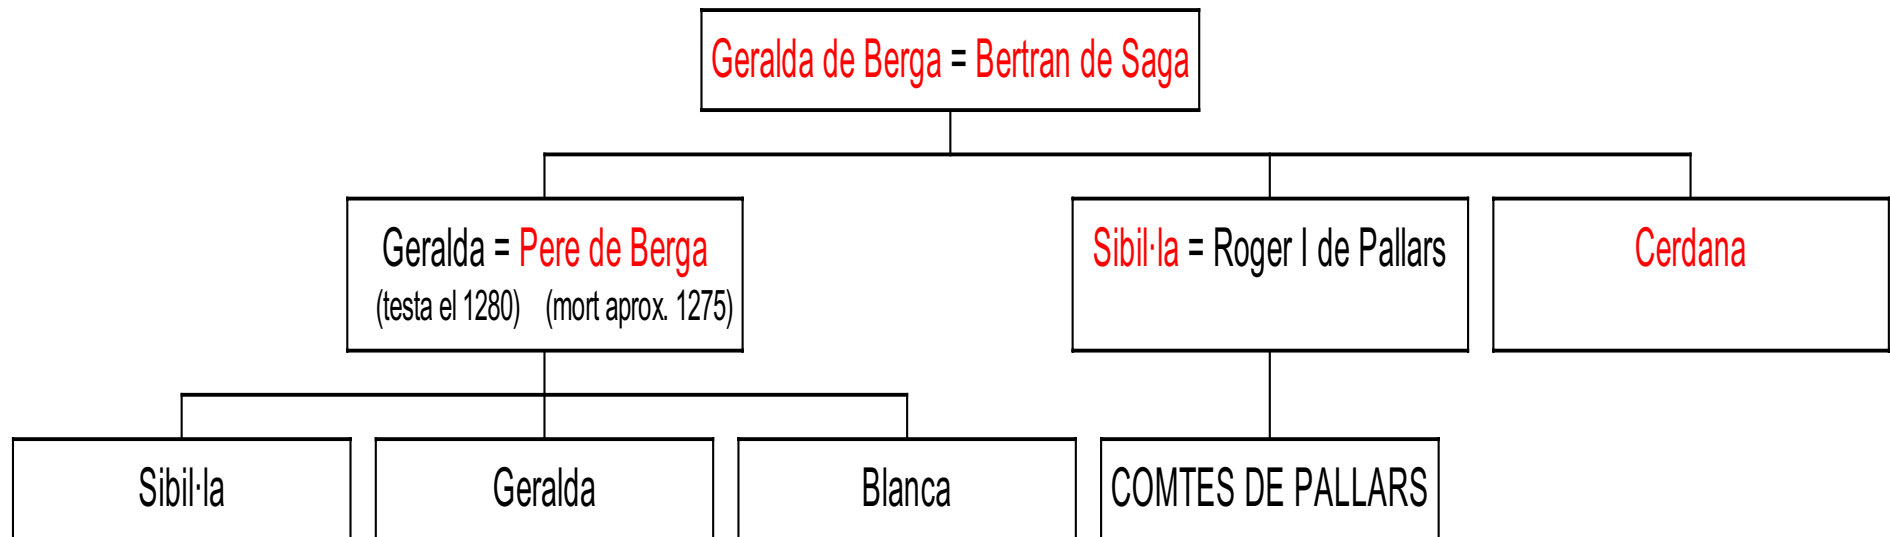 Geralda de Berga = Bertran de Saga
Geralda = Pere de Berga
(testa el 1280) (mort aprox. 1275)
Sibil·la = Roger I de Pallars
Cerdana
Sibil·la
Geralda
Blanca
COMTES DE PALLARS